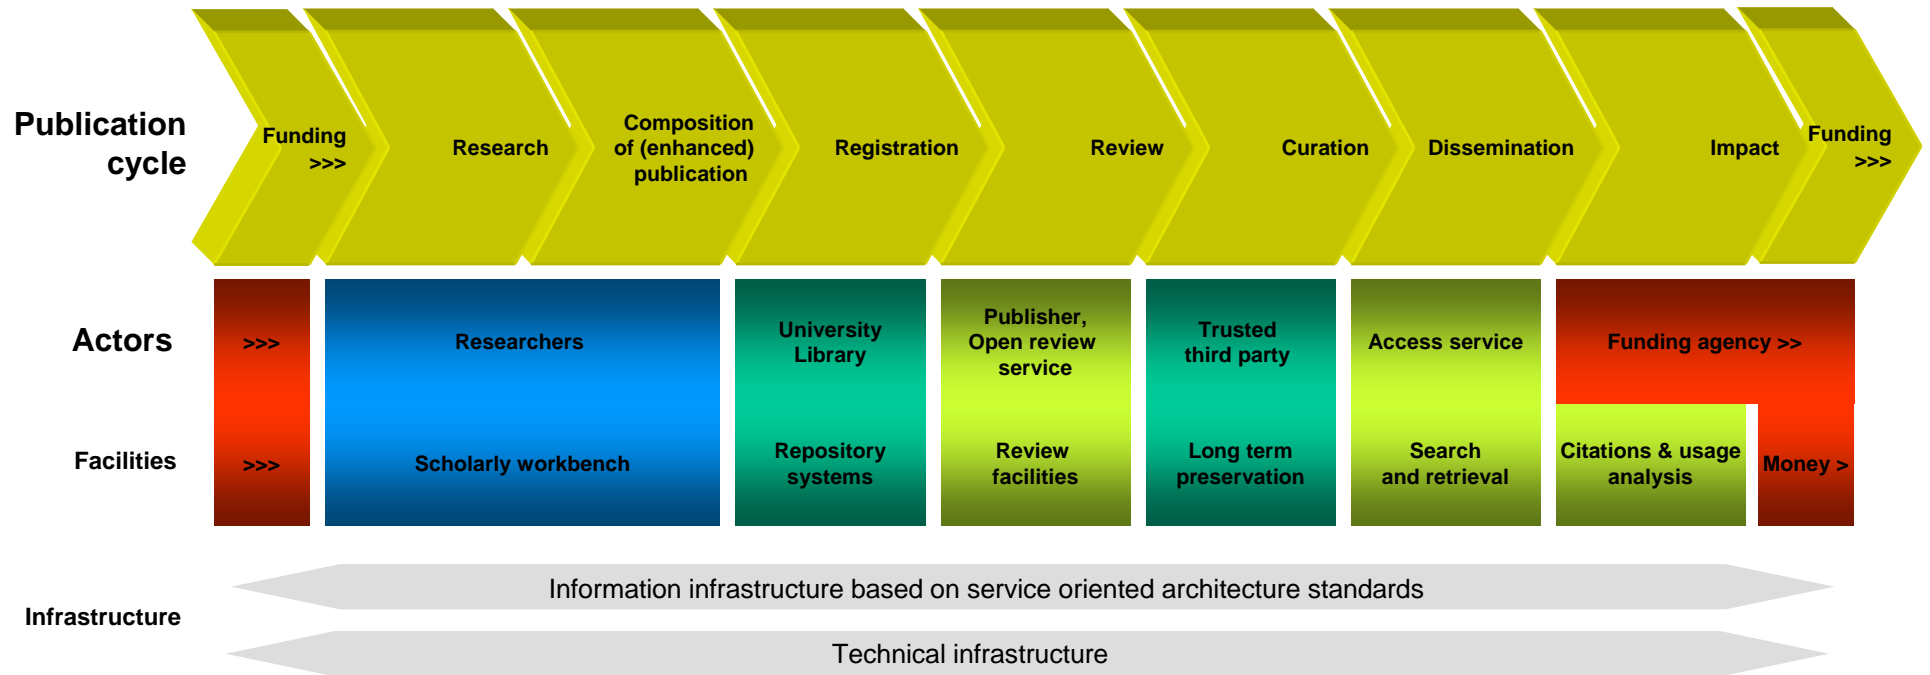 Publication
cycle
Funding
>>>
Research
Composition
of (enhanced)
publication
Registration
Review
Curation
Dissemination
Impact
Funding
>>>
Actors
>>>
Researchers
University
Library
Publisher,
Open review
service
Trusted
third party
Access service
Funding agency >>
Facilities
>>>
Scholarly workbench
Repository
systems
Review
facilities
Long term
preservation
Search
and retrieval
Citations & usage
analysis
Money >
Infrastructure
Information infrastructure based on service oriented architecture standards
Technical infrastructure